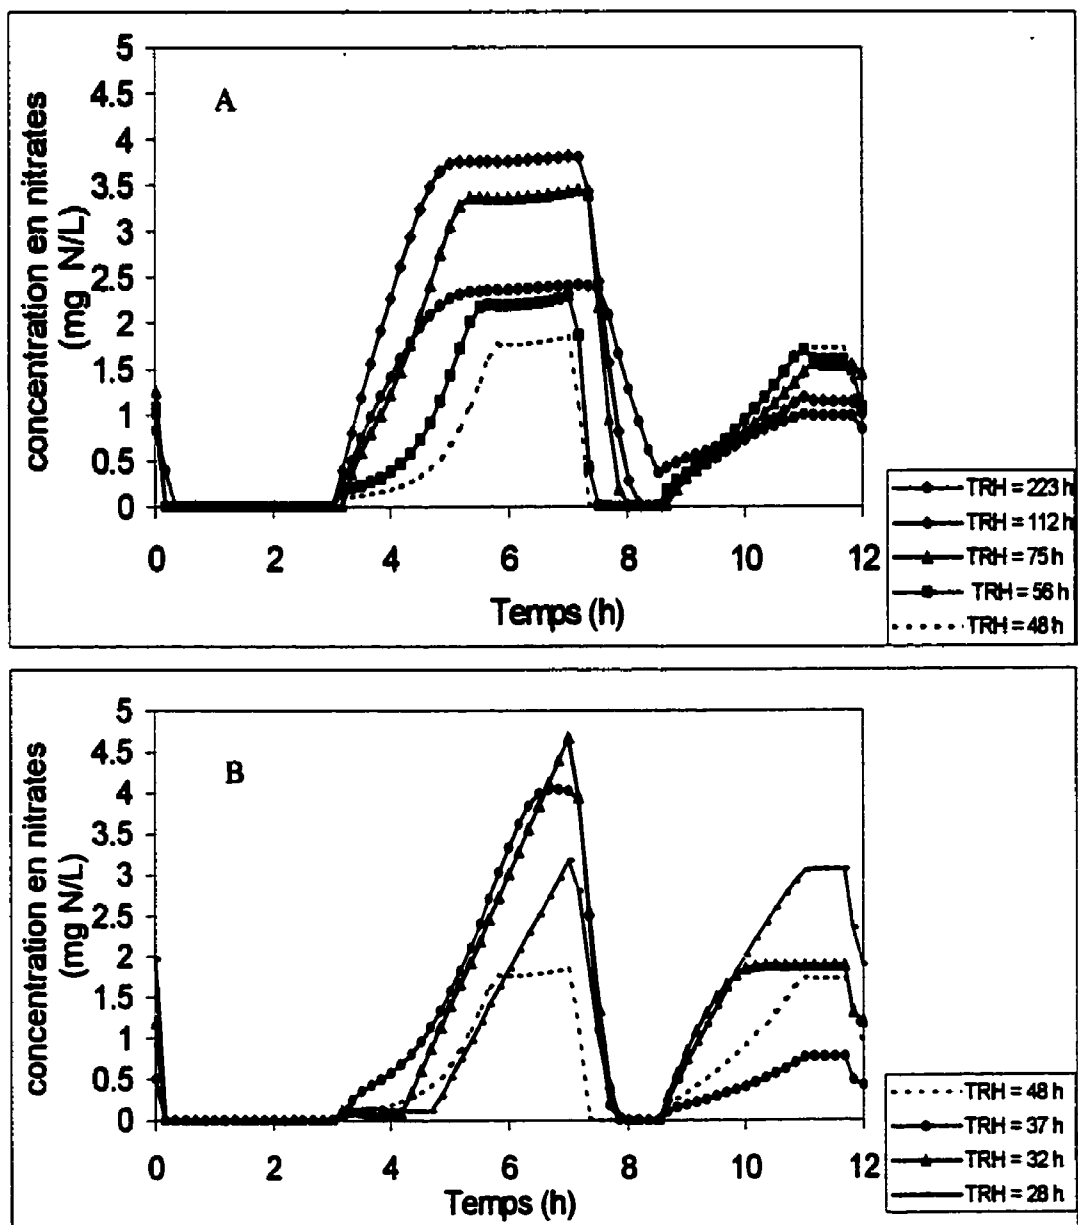 A
concentration en nitrates
(mg N/L)
5
4.5
4
3.5
3
2.5
2
1.5
1
0.5
0
0 2 4 6 8 10 12
Temps (h)
TRH = 223 h
TRH = 112 h
TRH = 75 h
TRH = 56 h
TRH = 48 h
B
concentration en nitrates
(mg N/L)
5
4.5
4
3.5
3
2.5
2
1.5
1
0.5
0
0 2 4 6 8 10 12
Temps (h)
TRH = 48 h
TRH = 37 h
TRH = 32 h
TRH = 28 h